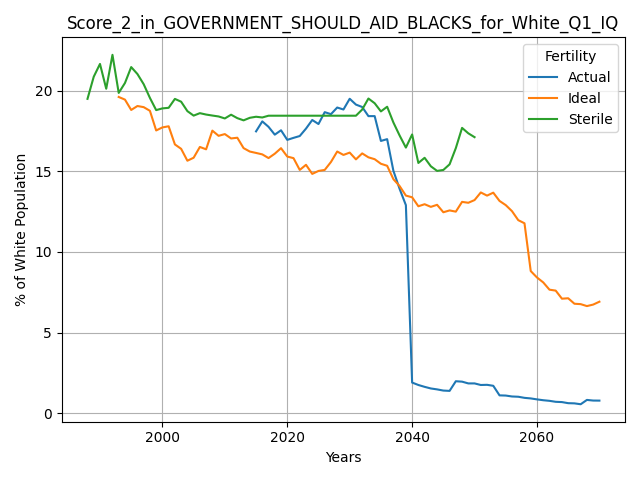 Score_2_in_GOVERNMENT_SHOULD_AID_BLACKS_for_White_Q1_IQ
Fertility
Actual
Ideal
Sterile
% of White Population
20
15
10
5
0
2000 2020 2040 2060
Years